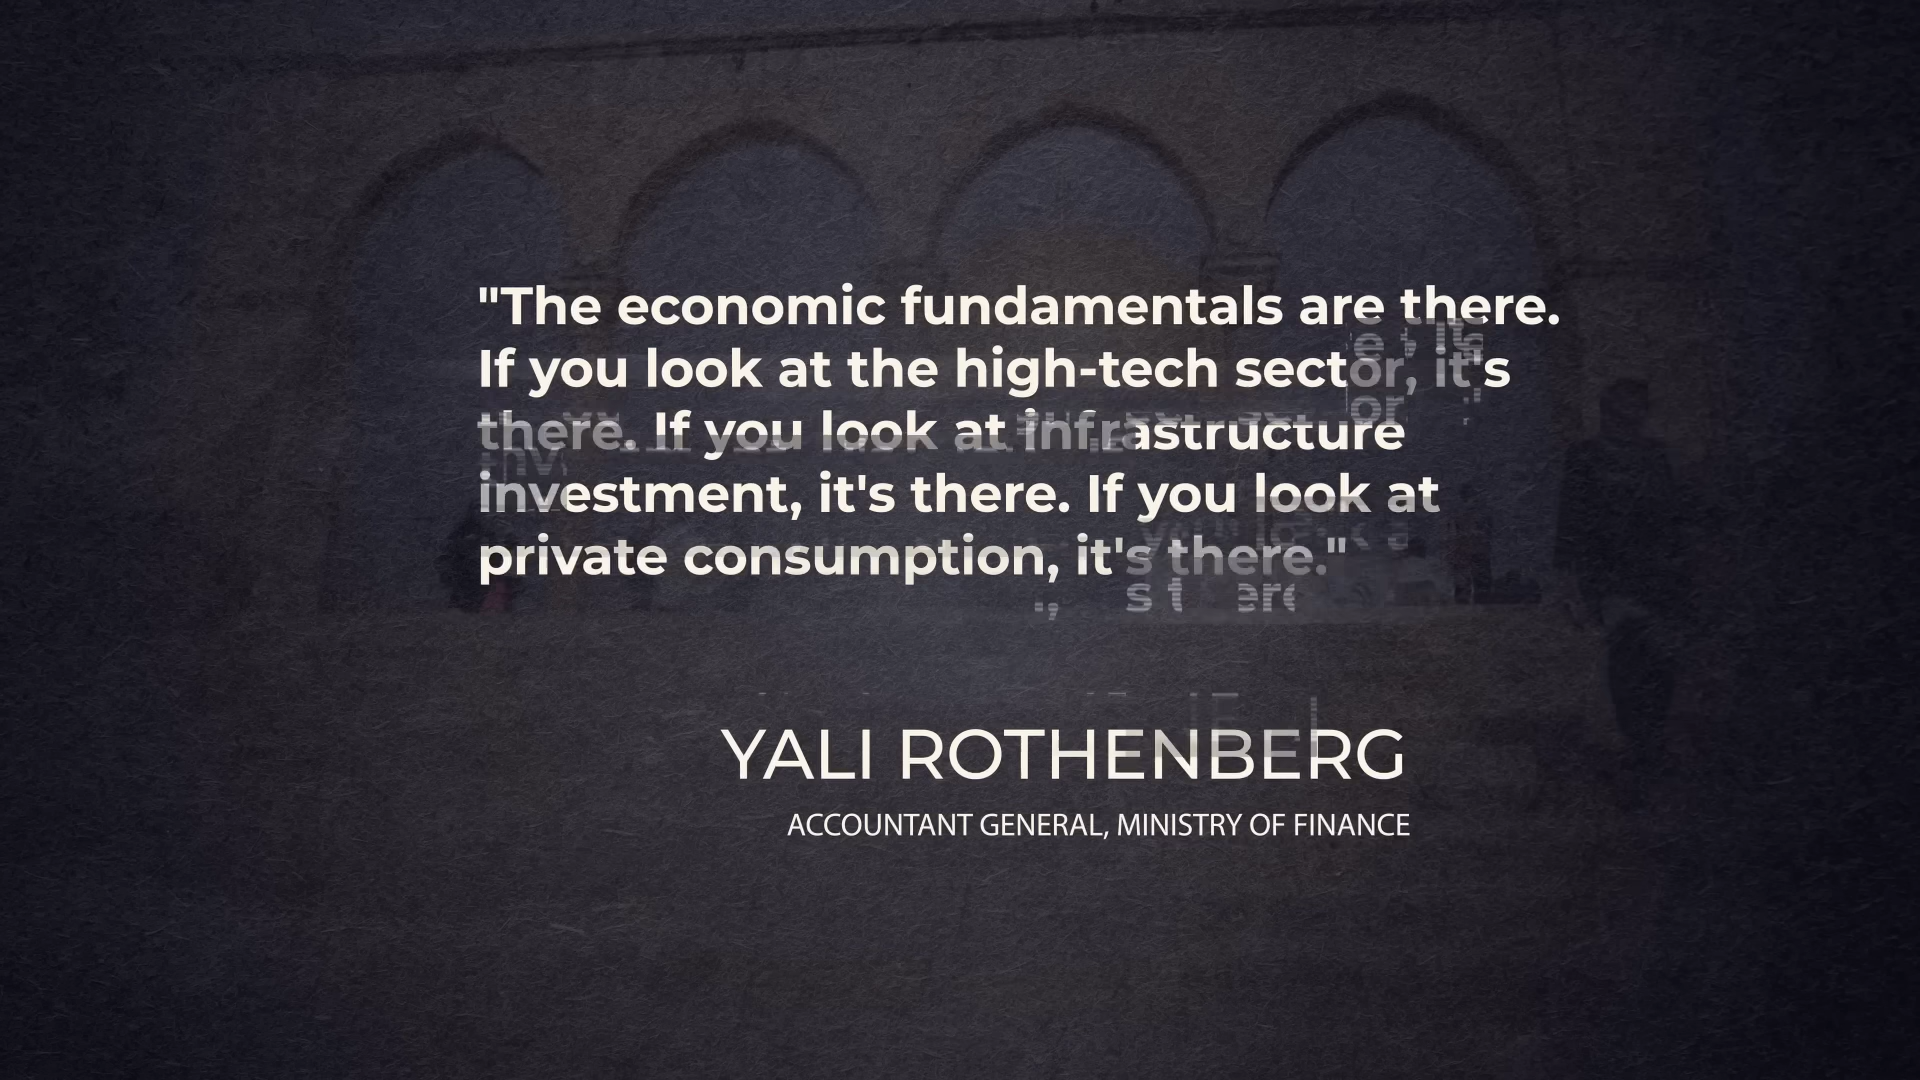 "The economic fundamentals are there.
If you look at the high-tech sector, it's
there. If you look at infrastructure
investment, it's there. If you look at
private consumption, it's there."
YALI ROTHENBERG
ACCOUNTANT GENERAL, MINISTRY OF FINANCE